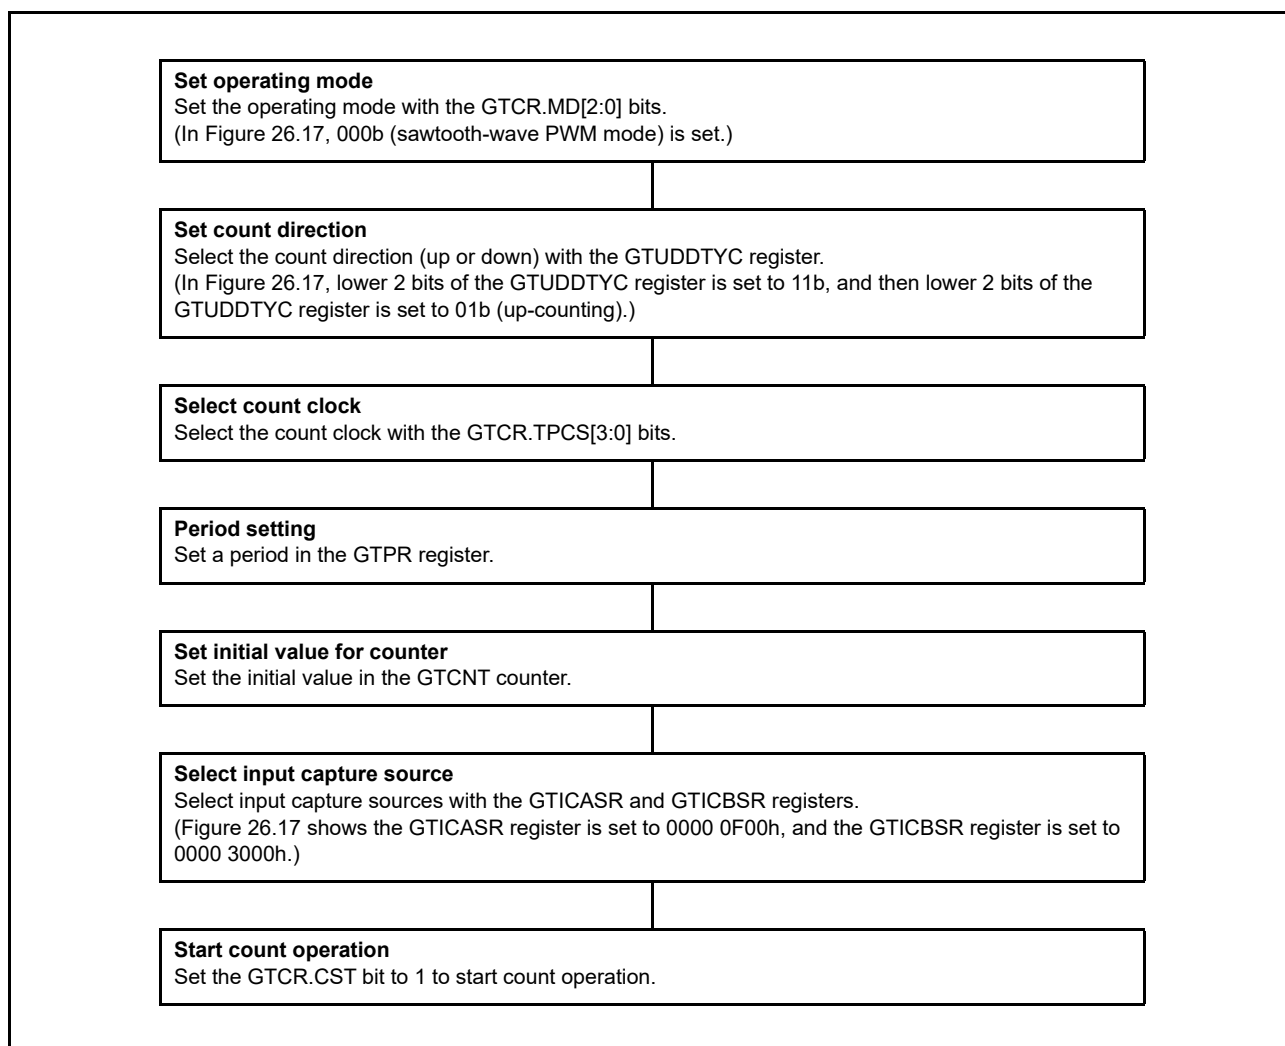 Set operating mode
Set the operating mode with the GTCR.MD[2:0] bits.
(In Figure 26.17, 000b (sawtooth-wave PWM mode) is set.)
Set count direction
Select the count direction (up or down) with the GTUDDTYC register.
(In Figure 26.17, lower 2 bits of the GTUDDTYC register is set to 11b, and then lower 2 bits of the
GTUDDTYC register is set to 01b (up-counting).)
Select count clock
Select the count clock with the GTCR.TPCS[3:0] bits.
Period setting
Set a period in the GTPR register.
Set initial value for counter
Set the initial value in the GTCNT counter.
Select input capture source
Select input capture sources with the GTICASR and GTICBSR registers.
(Figure 26.17 shows the GTICASR register is set to 0000 0F00h, and the GTICBSR register is set to
0000 3000h.)
Start count operation
Set the GTCR.CST bit to 1 to start count operation.